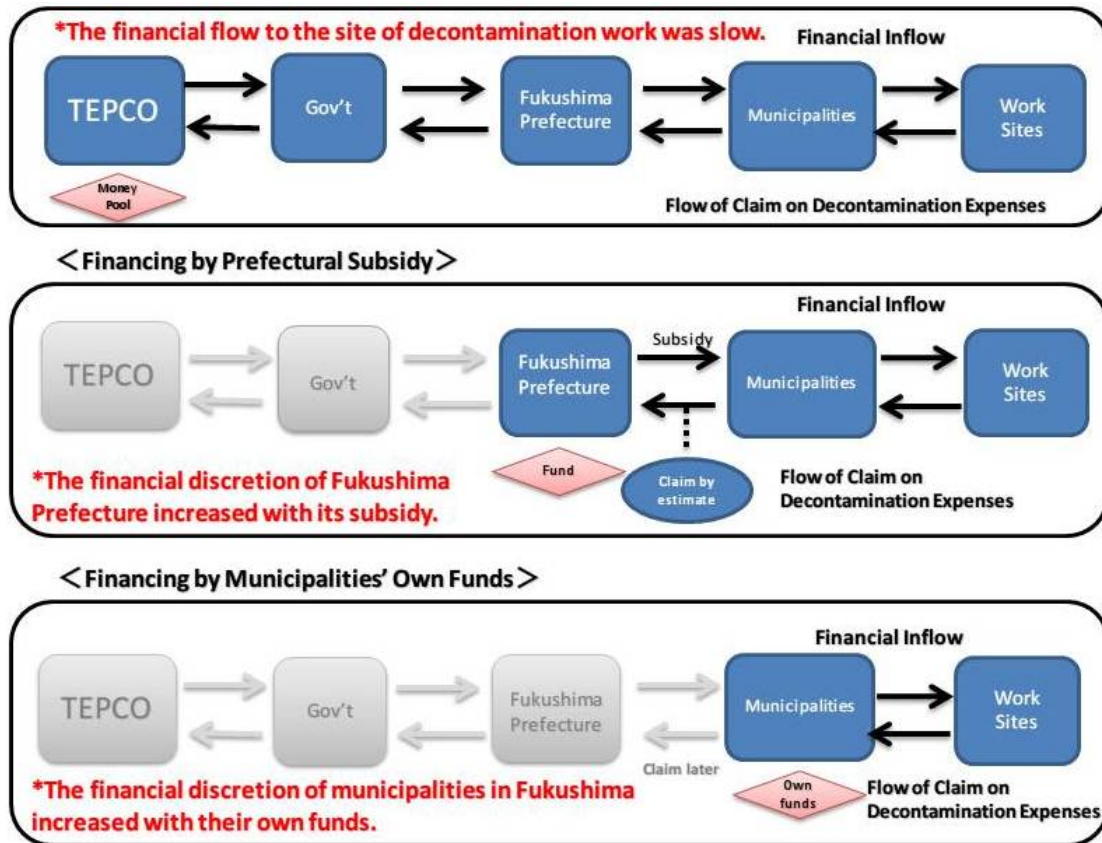 *The financial flow to the site of decontamination work was slow.
Financial Inflow
TEPCO
Gov't
Fukushima
Prefecture
Municipalities
Work
Sites
Money
Pool
Flow of Claim on Decontamination Expenses
<Financing by Prefectural Subsidy>
Financial Inflow
TEPCO
Gov't
Fukushima
Prefecture
Subsidy
Municipalities
Work
Sites
*The financial discretion of Fukushima
Prefecture increased with its subsidy.
Fund
Claim by
estimate
Flow of Claim on
Decontamination Expenses
<Financing by Municipalities' Own Funds>
Financial Inflow
TEPCO
Gov't
Fukushima
Prefecture
Claim later
Municipalities
Work
Sites
*The financial discretion of municipalities in Fukushima
increased with their own funds.
Own
funds
Flow of Claim on
Decontamination Expenses